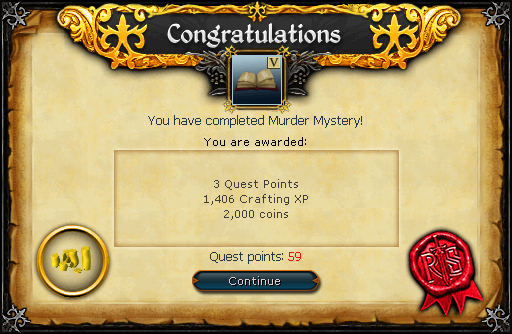 Congratulations
V
You have completed Murder Mystery!
You are awarded:
3 Quest Points
1,406 Crafting XP
2,000 coins
Quest points: 59
Continue
RS